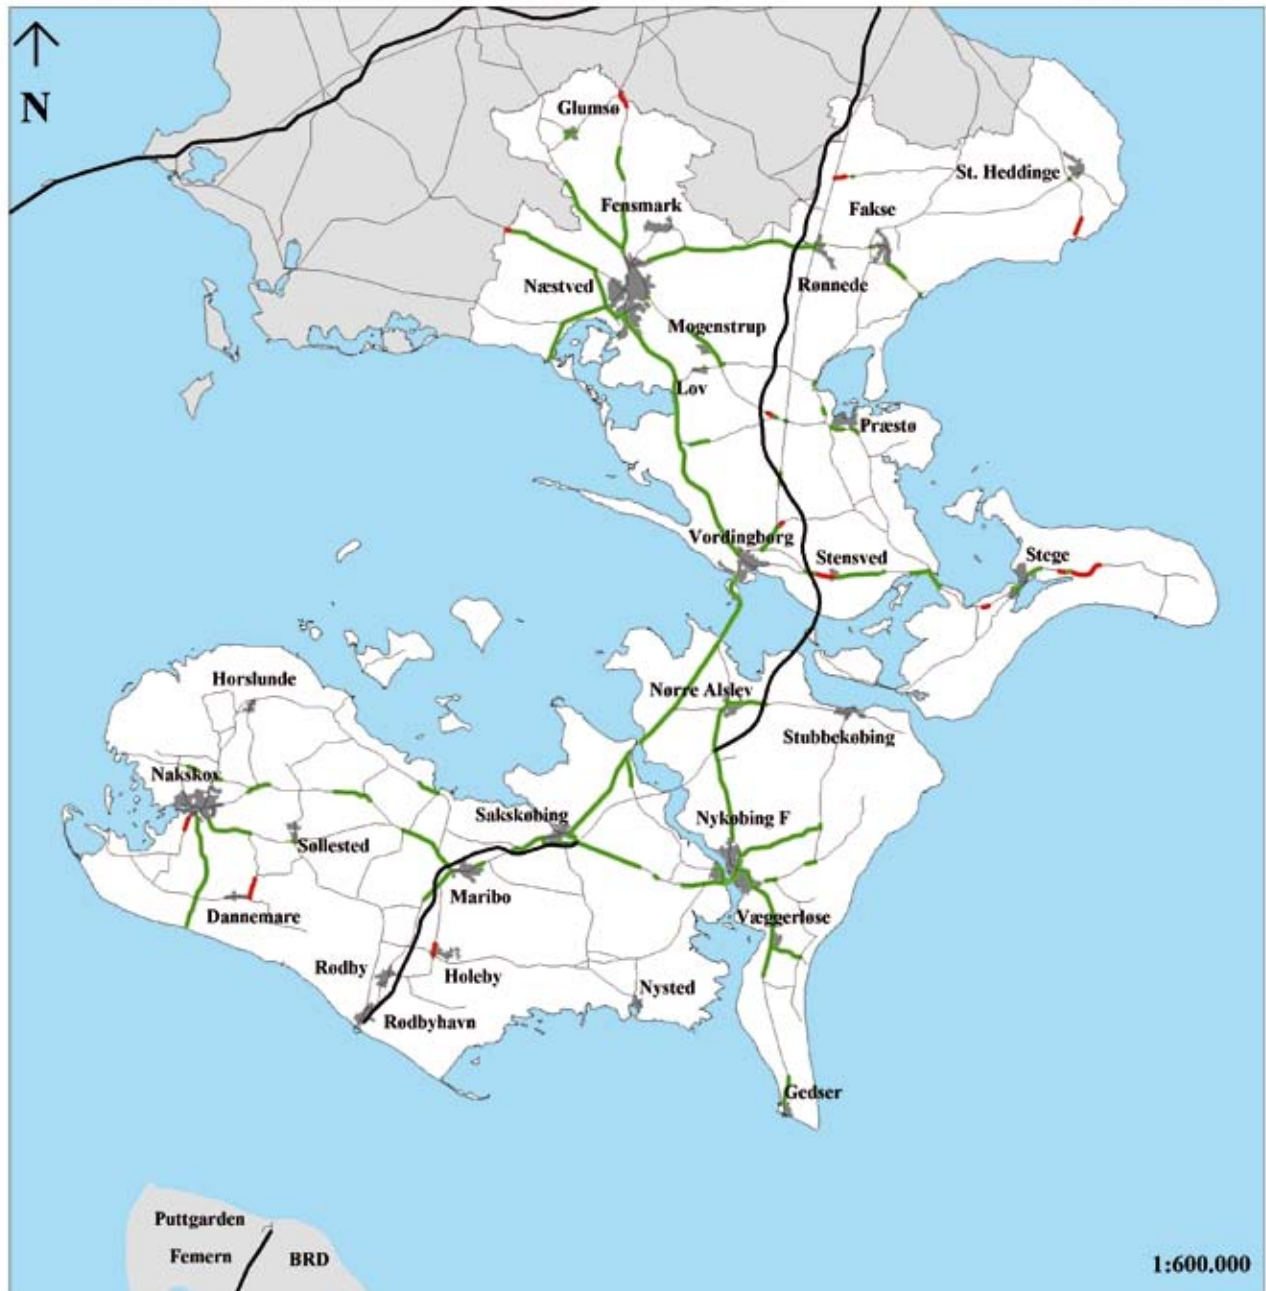 N
Glumsø
St. Heddinge
Fensmark
Fakse
Næstved
Rønnede
Mogenstrup
Lov
Præstø
Vordingborg
Stensved
Stege
Horslunde
Nørre Alslev
Stubbekøbing
Nakskov
Sakskøbing
Nykøbing F
Søllested
Maribo
Dannemare
Væggerløse
Rødby
Holeby
Nysted
Rødbyhavn
Gedser
Puttgarden
Femern
BRD
1:600.000